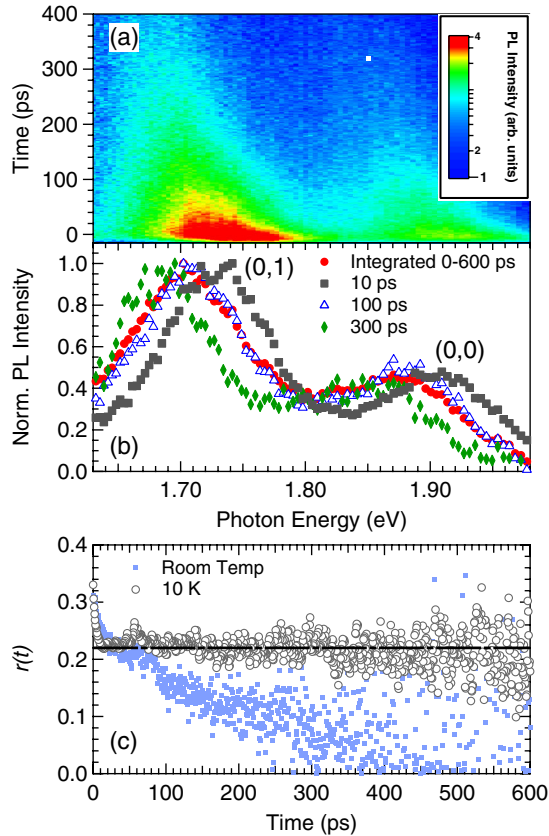 (a)
400
300
200
100
0
Time (ps)
4
2
1
PL Intensity (arb. units)
(b)
1.0
0.8
0.6
0.4
0.2
0.0
Norm. PL Intensity
(0,1)
(0,0)
Integrated 0-600 ps
10 ps
100 ps
300 ps
1.70
1.80
1.90
Photon Energy (eV)
(c)
0.4
0.3
0.2
0.1
0.0
r(t)
Room Temp
10 K
0
100
200
300
400
500
600
Time (ps)